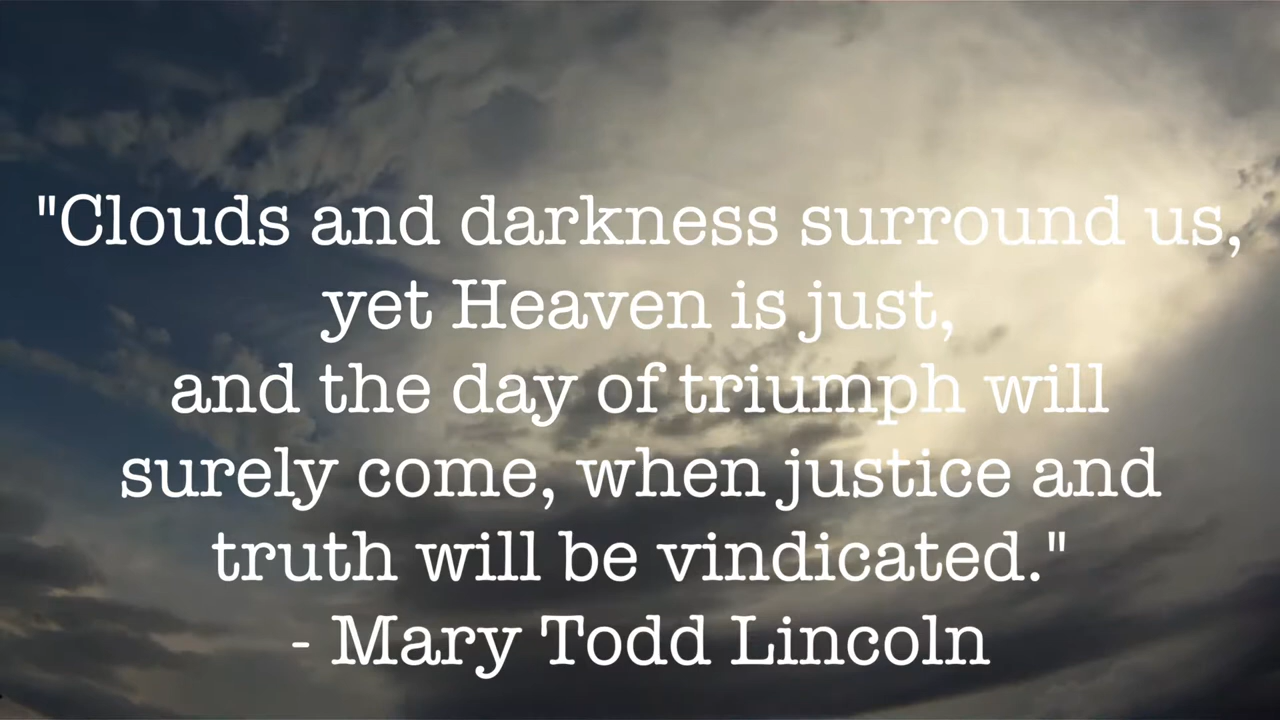 "Clouds and darkness surround us,
yet Heaven is just,
and the day of triumph will
surely come, when justice and
truth will be vindicated."
- Mary Todd Lincoln